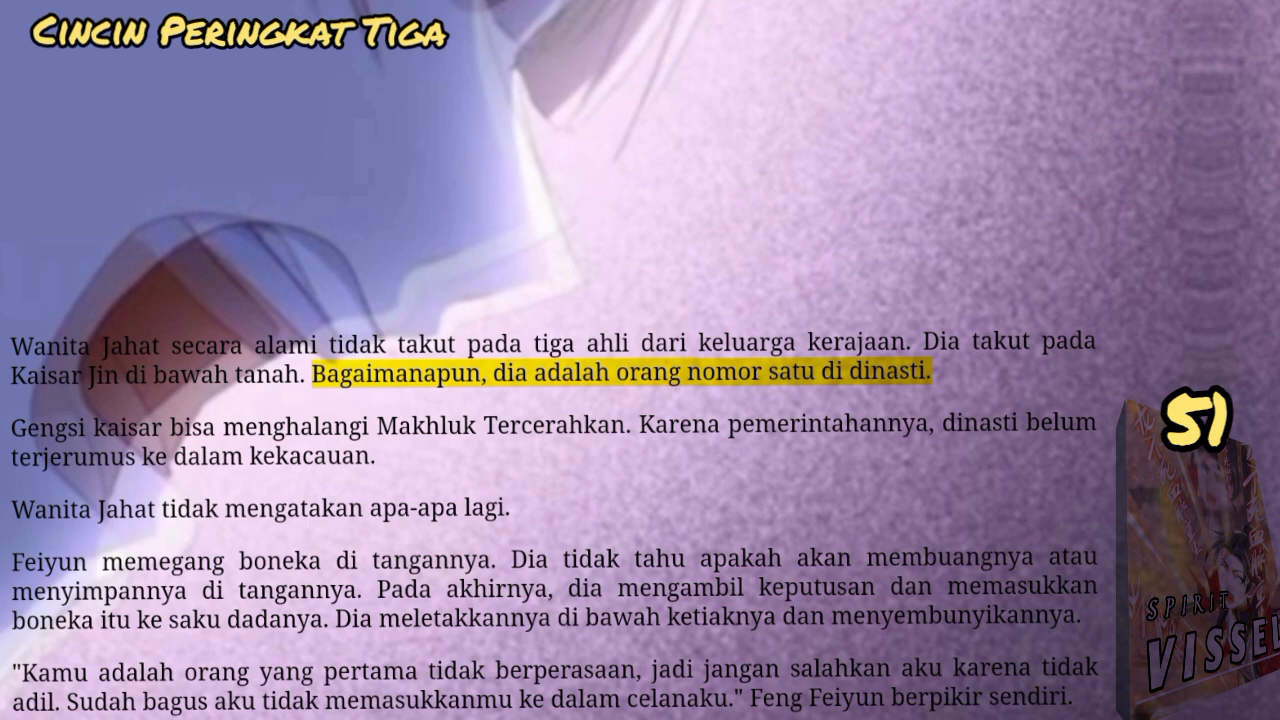 Cincin Peringkat Tiga
Wanita Jahat secara alami tidak takut pada tiga ahli dari keluarga kerajaan. Dia takut pada
Kaisar Jin di bawah tanah. Bagaimanapun, dia adalah orang nomor satu di dinasti.
Gengsi kaisar bisa menghalangi Makhluk Tercerahkan. Karena pemerintahannya, dinasti belum
terjerumus ke dalam kekacauan.
Wanita Jahat tidak mengatakan apa-apa lagi.
Feiyun memegang boneka di tangannya. Dia tidak tahu apakah akan membuangnya atau
menyimpannya di tangannya. Pada akhirnya, dia mengambil keputusan dan memasukkan
boneka itu ke saku dadanya. Dia meletakkannya di bawah ketiaknya dan menyembunyikannya.
"Kamu adalah orang yang pertama tidak berperasaan, jadi jangan salahkan aku karena tidak
adil. Sudah bagus aku tidak memasukkanmu ke dalam celanaku." Feng Feiyun berpikir sendiri.
51
SPIRIT
VISSEL